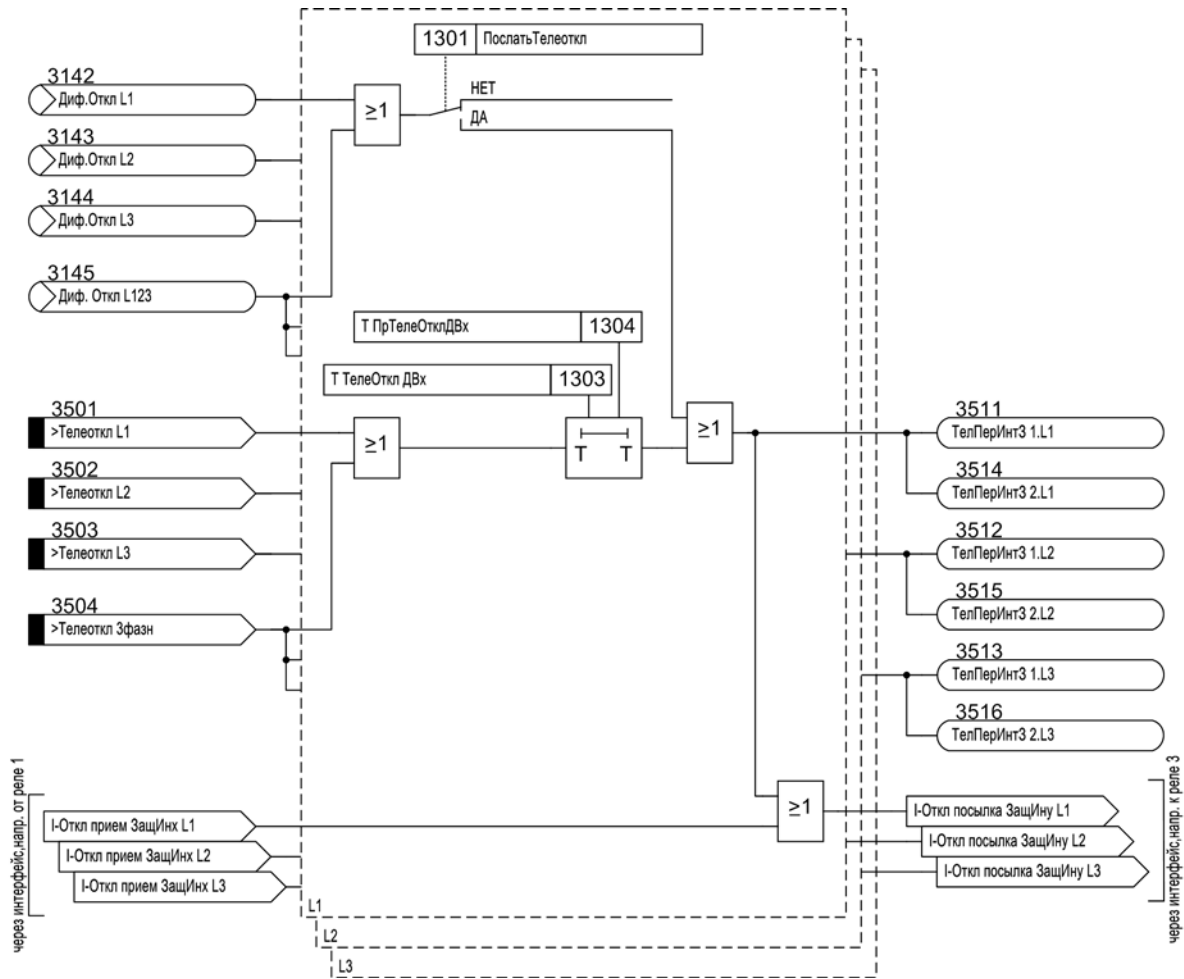 1301 ПослатьТелеоткл
3142
Диф.Откл L1
НЕТ
≥1
ДА
3143
Диф.Откл L2
3144
Диф.Откл L3
3145
Диф. Откл L123
Т ПрТелеОтклДВх 1304
Т ТелеОткл ДВх 1303
3501
>Телеоткл L1
≥1
T T
≥1
3511
ТелПерИнтЗ 1.L1
3502
>Телеоткл L2
3514
ТелПерИнтЗ 2.L1
3503
>Телеоткл L3
3512
ТелПерИнтЗ 1.L2
3504
>Телеоткл 3фазн
3515
ТелПерИнтЗ 2.L2
3513
ТелПерИнтЗ 1.L3
3516
ТелПерИнтЗ 2.L3
через интерфейс,напр. от реле 1
I-Откл прием ЗащИнх L1
I-Откл прием ЗащИнх L2
I-Откл прием ЗащИнх L3
≥1
I-Откл посылка ЗащИну L1
I-Откл посылка ЗащИну L2
I-Откл посылка ЗащИну L3
через интерфейс,напр. к реле 3
L1
L2
L3